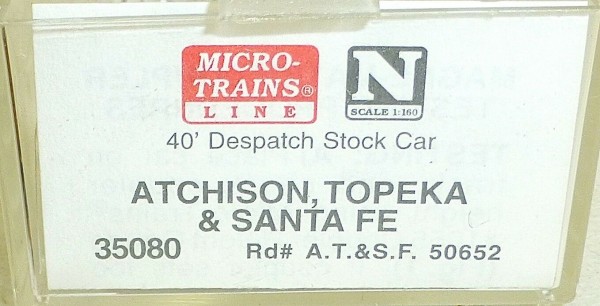 MICRO-
TRAINS®
LINE
N
SCALE 1:160
40' Despatch Stock Car
ATCHISON, TOPEKA
& SANTA FE
35080 Rd# A.T.&S.F. 50652